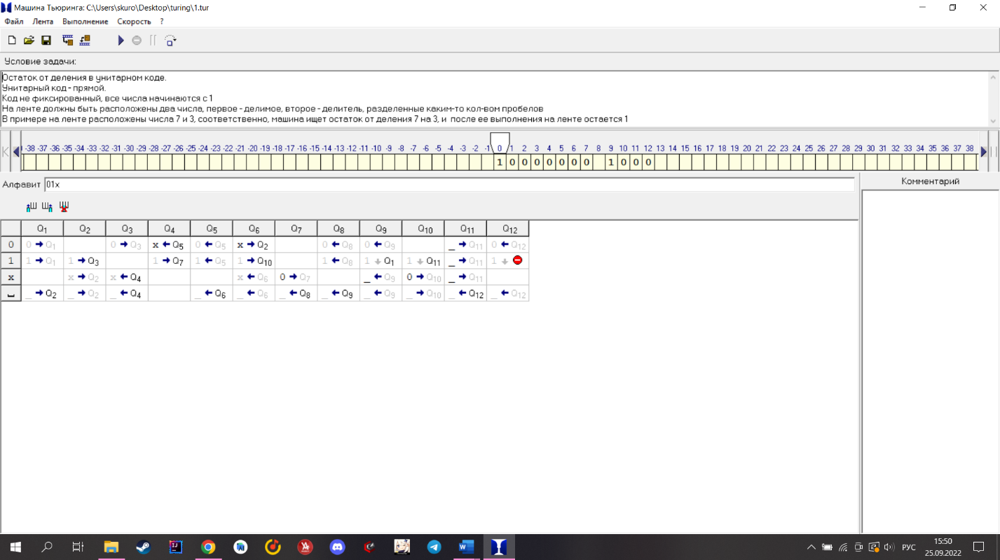 Машина Тьюринга: C:\Users\skuro\Desktop\turing\1.tur
Файл Лента Выполнение Скорость ?
Условие задачи:
Остаток от деления в унитарном коде.
Унитарный код - прямой.
Код не фиксированный, все числа начинаются с 1
На ленте должны быть расположены два числа, первое - делимое, второе - делитель, разделенные каким-то кол-вом пробелов
В примере на ленте расположены числа 7 и 3, соответственно, машина ищет остаток от деления 7 на 3, и после ее выполнения на ленте остается 1
-38 -37 -36 -35 -34 -33 -32 -31 -30 -29 -28 -27 -26 -25 -24 -23 -22 -21 -20 -19 -18 -17 -16 -15 -14 -13 -12 -11 -10 -9 -8 -7 -6 -5 -4 -3 -2 -1 0 1 2 3 4 5 6 7 8 9 10 11 12 13 14 15 16 17 18 19 20 21 22 23 24 25 26 27 28 29 30 31 32 33 34 35 36 37 38
1 0 0 0 0 0 0 0 1 0 0 0
Алфавит 01x Комментарий
Q1 Q2 Q3 Q4 Q5 Q6 Q7 Q8 Q9 Q10 Q11 Q12
0 0 → Q1 0 → Q3 x ← Q5 0 ← Q5 x → Q2 0 ← Q8 0 ← Q9 _ → Q11 0 ← Q12
1 1 → Q1 1 → Q3 1 → Q7 1 ← Q5 1 → Q10 1 ← Q8 1 ↓ Q1 1 ↓ Q11 _ → Q11 1 ↓
x x → Q2 x ← Q4 x ← Q6 0 → Q7 _ ← Q9 0 → Q10 _ → Q11
_ → Q2 _ → Q2 _ ← Q4 _ ← Q6 _ ← Q6 _ ← Q8 _ ← Q9 _ ← Q9 _ → Q10 _ ← Q12 _ ← Q12
РУС
15:50
25.09.2022